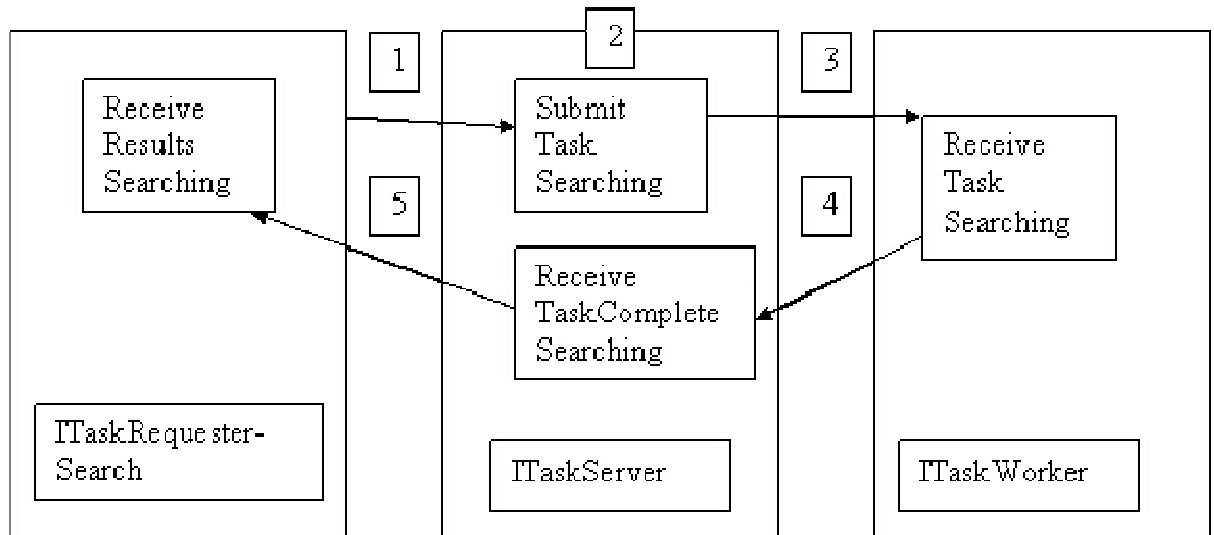 1
2
3
Receive
Results
Searching
Submit
Task
Searching
Receive
Task
Searching
5
4
Receive
TaskComplete
Searching
ITaskRequester-
Search
ITaskServer
ITaskWorker